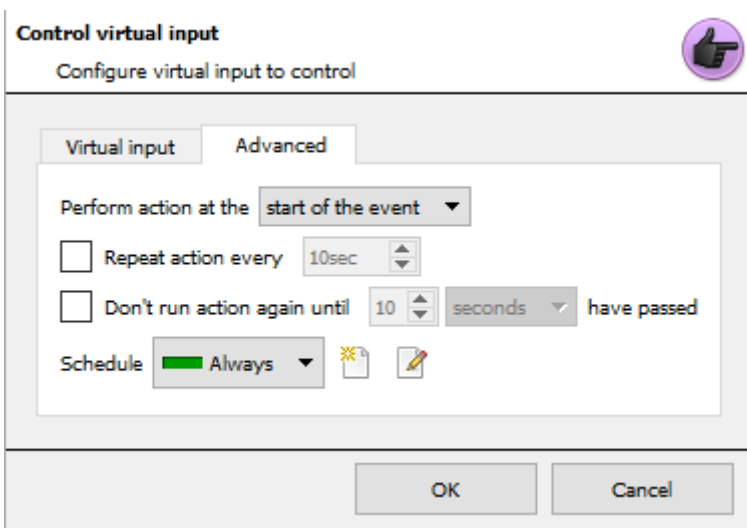 Control virtual input
Configure virtual input to control
Virtual input Advanced
Perform action at the start of the event
Repeat action every 10sec
Don't run action again until 10 seconds have passed
Schedule Always
OK Cancel